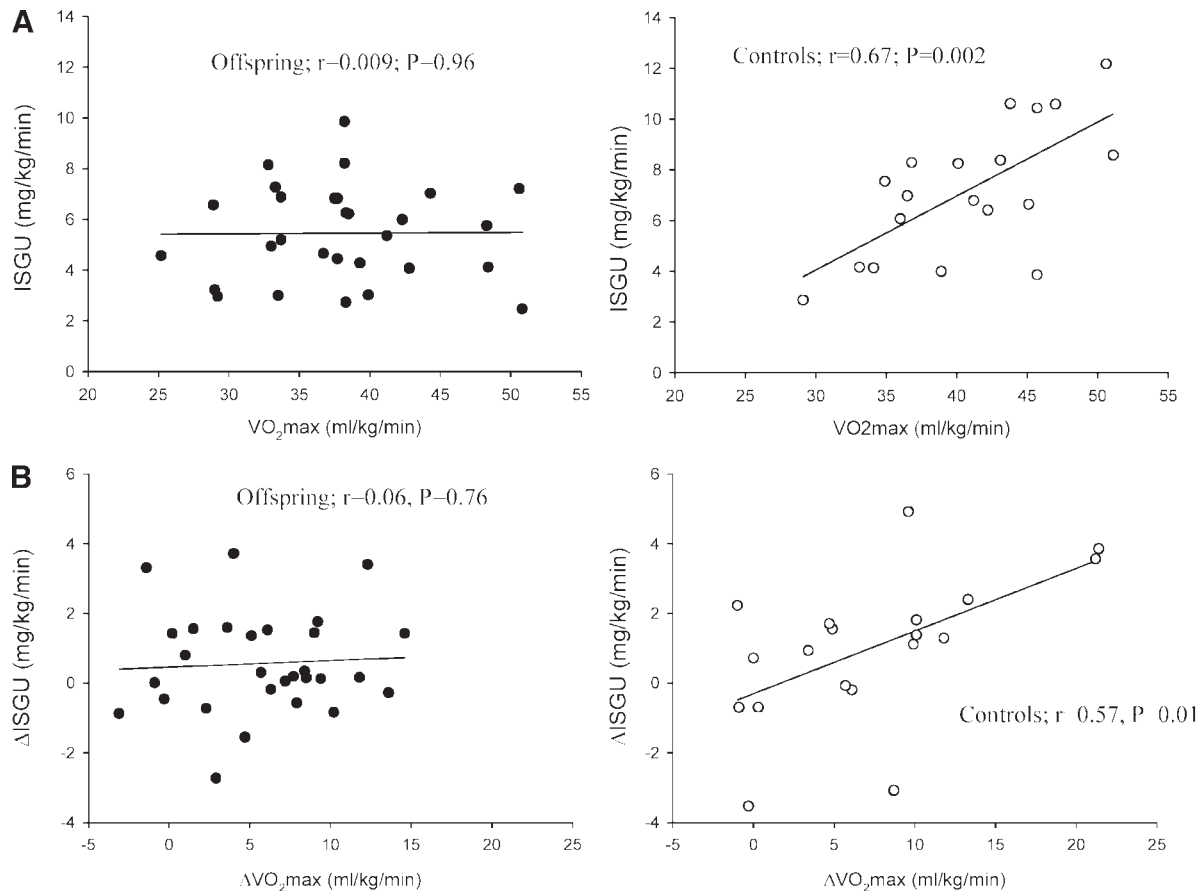 A
Offspring; r=0.009; P=0.96
ISGU (mg/kg/min)
14
12
10
8
6
4
2
0
20 25 30 35 40 45 50 55
VO₂max (ml/kg/min)
Controls; r=0.67; P=0.002
ISGU (mg/kg/min)
14
12
10
8
6
4
2
0
20 25 30 35 40 45 50 55
VO2max (ml/kg/min)
B
Offspring; r=0.06, P=0.76
ΔISGU (mg/kg/min)
6
4
2
0
-2
-4
-5 0 5 10 15 20 25
ΔVO₂max (ml/kg/min)
ΔISGU (mg/kg/min)
6
4
2
0
-2
-4
Controls; r 0.57, P 0.01
-5 0 5 10 15 20 25
ΔVO₂max (ml/kg/min)